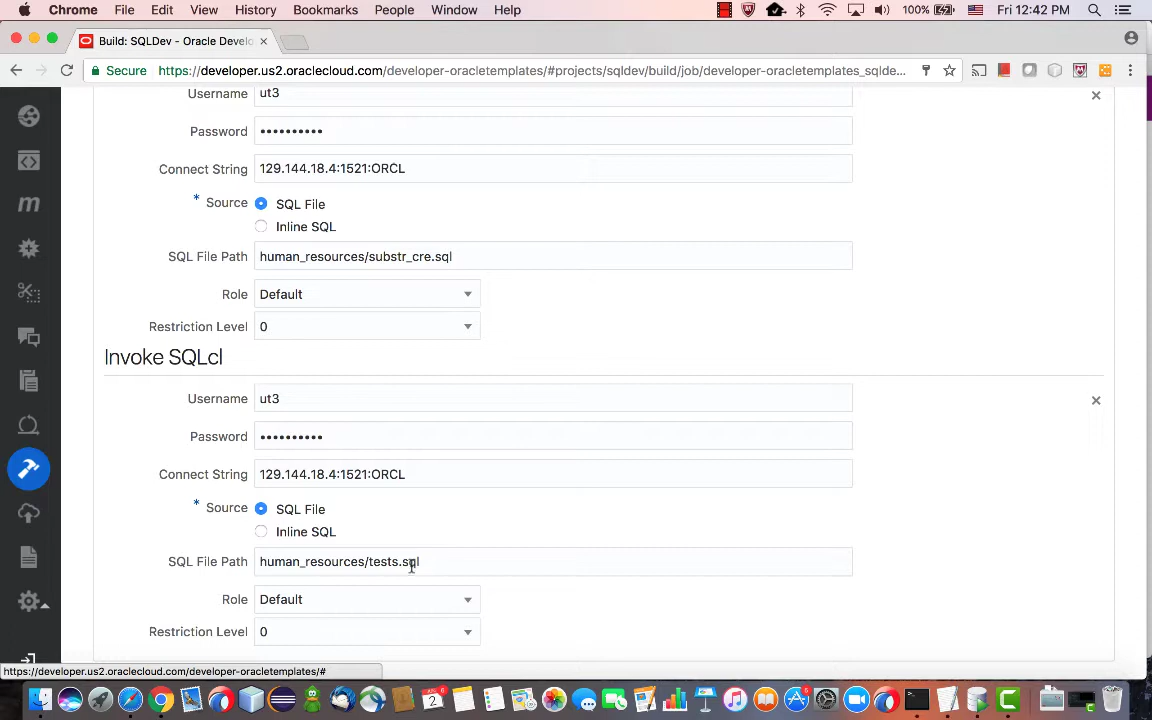 Chrome File Edit View History Bookmarks People Window Help 100% Fri 12:42 PM
Build: SQLDev - Oracle Develo
Secure https://developer.us2.oraclecloud.com/developer-oracletemplates/#projects/sqldev/build/job/developer-oracletemplates_sqlde...
Username ut3
Password ••••••••••
Connect String 129.144.18.4:1521:ORCL
* Source SQL File
Inline SQL
SQL File Path human_resources/substr_cre.sql
Role Default
Restriction Level 0
Invoke SQLcl
Username ut3
Password ••••••••••
Connect String 129.144.18.4:1521:ORCL
* Source SQL File
Inline SQL
SQL File Path human_resources/tests.sql
Role Default
Restriction Level 0
https://developer.us2.oraclecloud.com/developer-oracletemplates/#